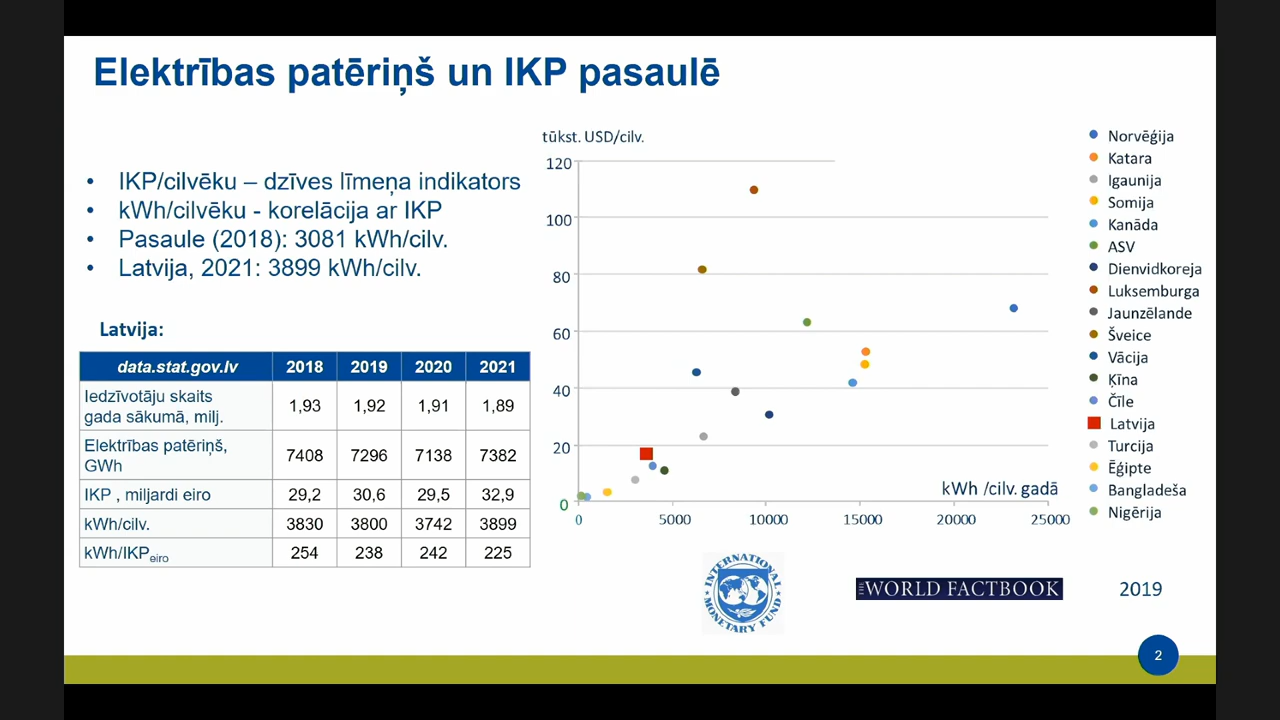 Elektrības patēriņš un IKP pasaulē
• IKP/cilvēku – dzīves līmeņa indikators
• kWh/cilvēku - korelācija ar IKP
• Pasaule (2018): 3081 kWh/cilv.
• Latvija, 2021: 3899 kWh/cilv.
Latvija:
data.stat.gov.lv 2018 2019 2020 2021
Iedzīvotāju skaits
gada sākumā, milj. 1,93 1,92 1,91 1,89
Elektrības patēriņš,
GWh 7408 7296 7138 7382
IKP , miljardi eiro 29,2 30,6 29,5 32,9
kWh/cilv. 3830 3800 3742 3899
kWh/IKPeiro 254 238 242 225
tūkst. USD/cilv.
120
100
80
60
40
20
0
kWh /cilv. gadā
0 5000 10000 15000 20000 25000
Norvēģija
Katara
Igaunija
Somija
Kanāda
ASV
Dienvidkoreja
Luksemburga
Jaunzēlande
Šveice
Vācija
Ķīna
Čīle
Latvija
Turcija
Ēģipte
Bangladeša
Nigērija
INTERNATIONAL
MONETARY FUND
THE WORLD FACTBOOK
2019
2